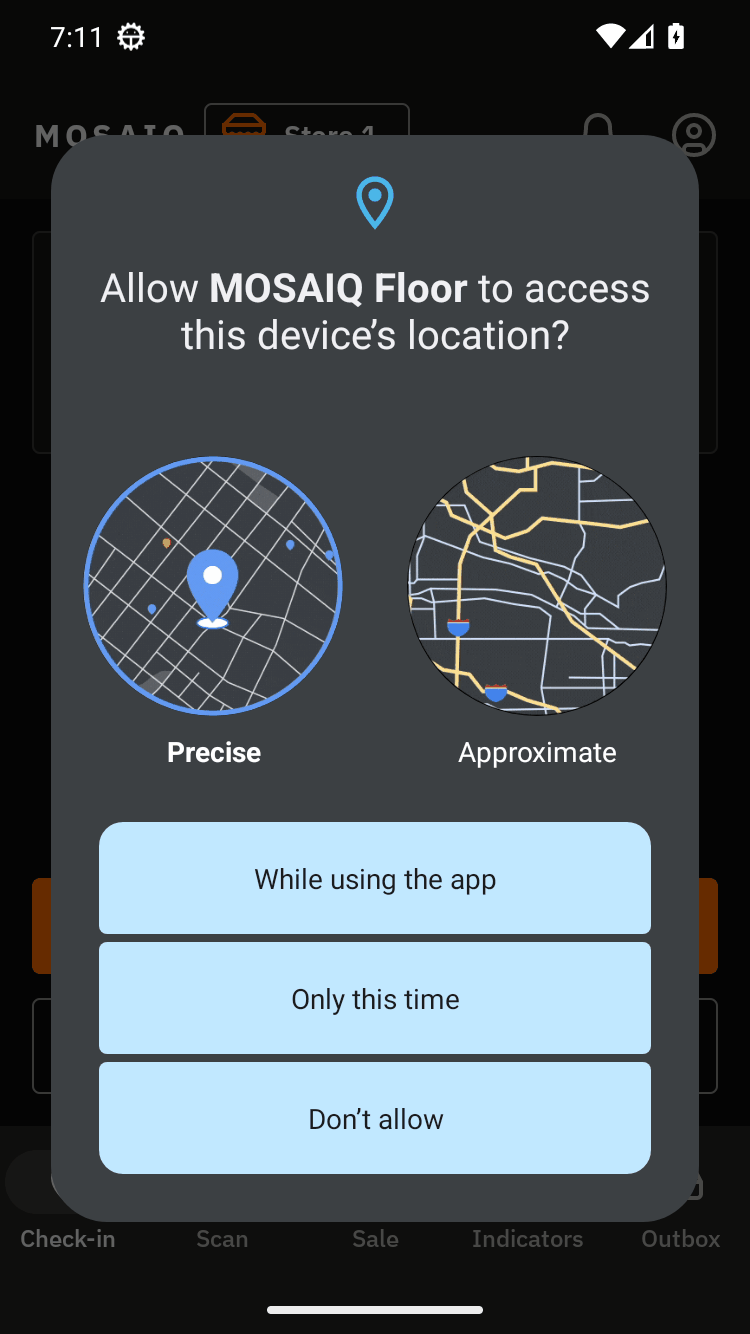 7:11
MOSAIQ
Store 1
Allow MOSAIQ Floor to access
this device's location?
Precise
Approximate
While using the app
Only this time
Don't allow
Check-in
Scan
Sale
Indicators
Outbox